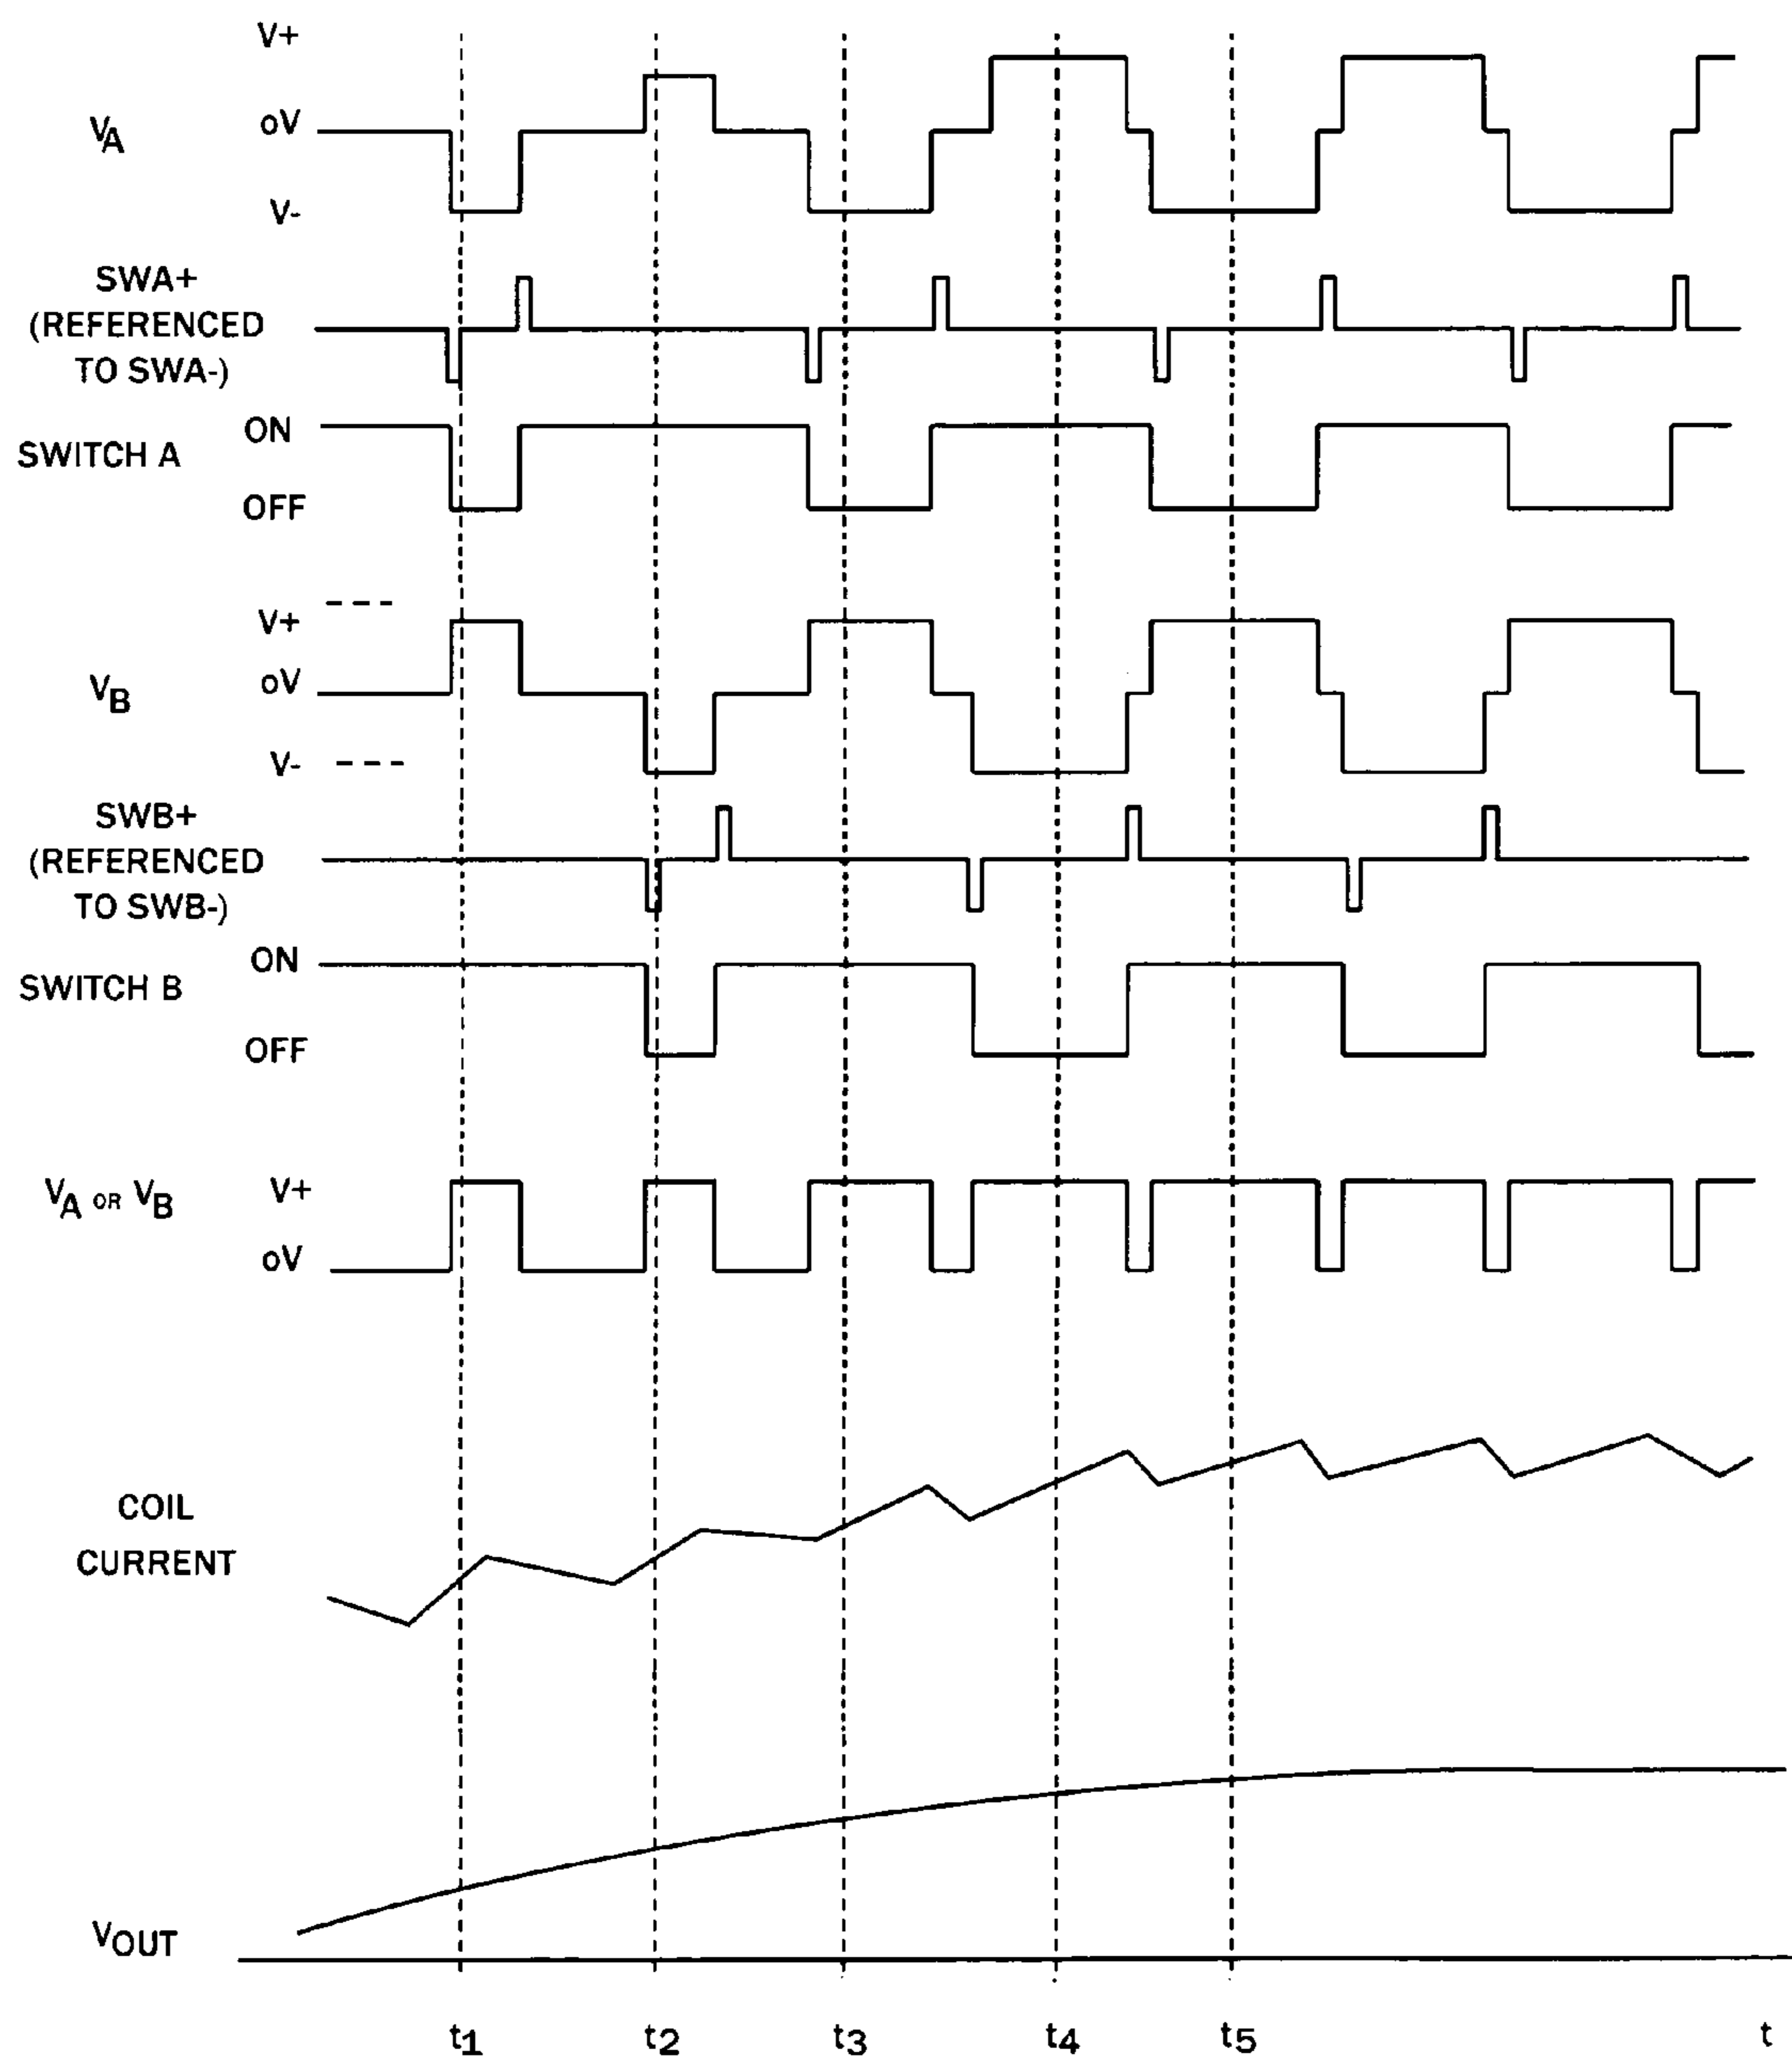 V+
VA
oV
V-
SWA+
(REFERENCED
TO SWA-)
SWITCH A
ON
OFF
V+
VB
oV
V-
SWB+
(REFERENCED
TO SWB-)
SWITCH B
ON
OFF
VA OR VB
V+
oV
COIL
CURRENT
VOUT
t1 t2 t3 t4 t5 t